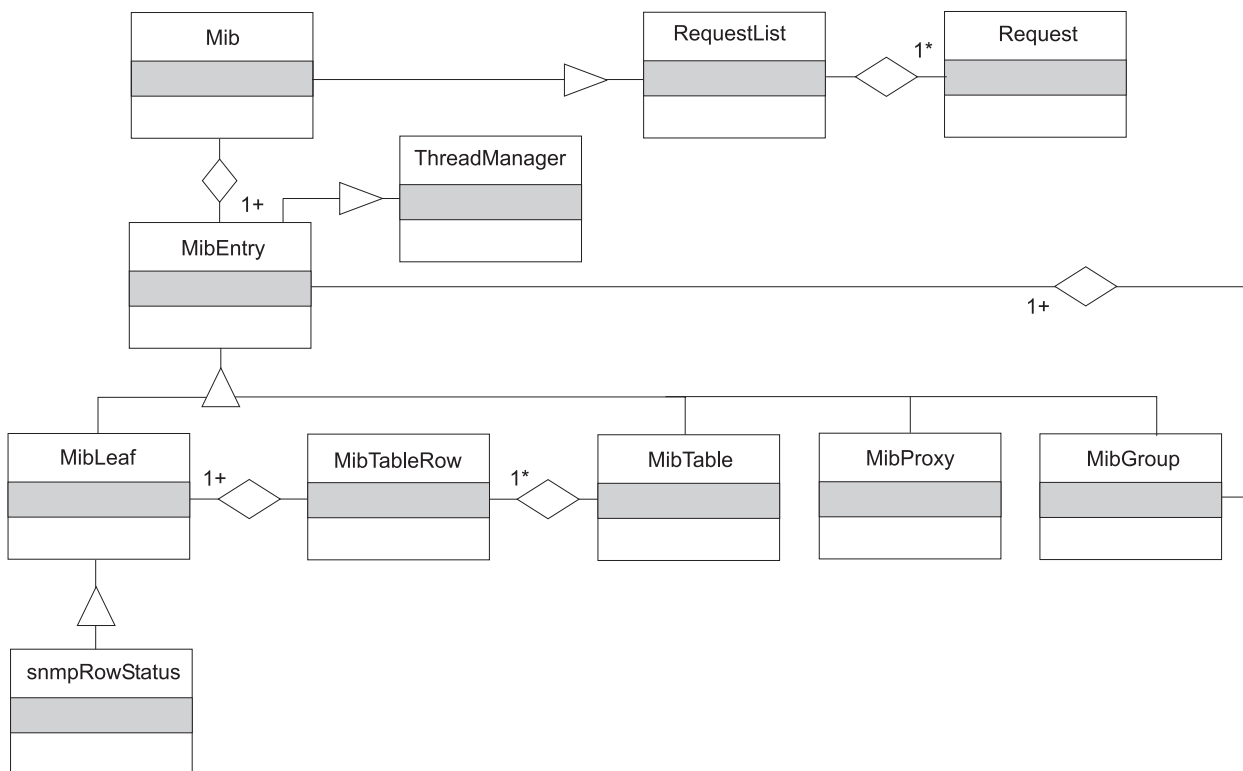 Mib
RequestList
Request
1*
ThreadManager
1+
MibEntry
1+
MibLeaf
MibTableRow
MibTable
MibProxy
MibGroup
1+
1*
snmpRowStatus